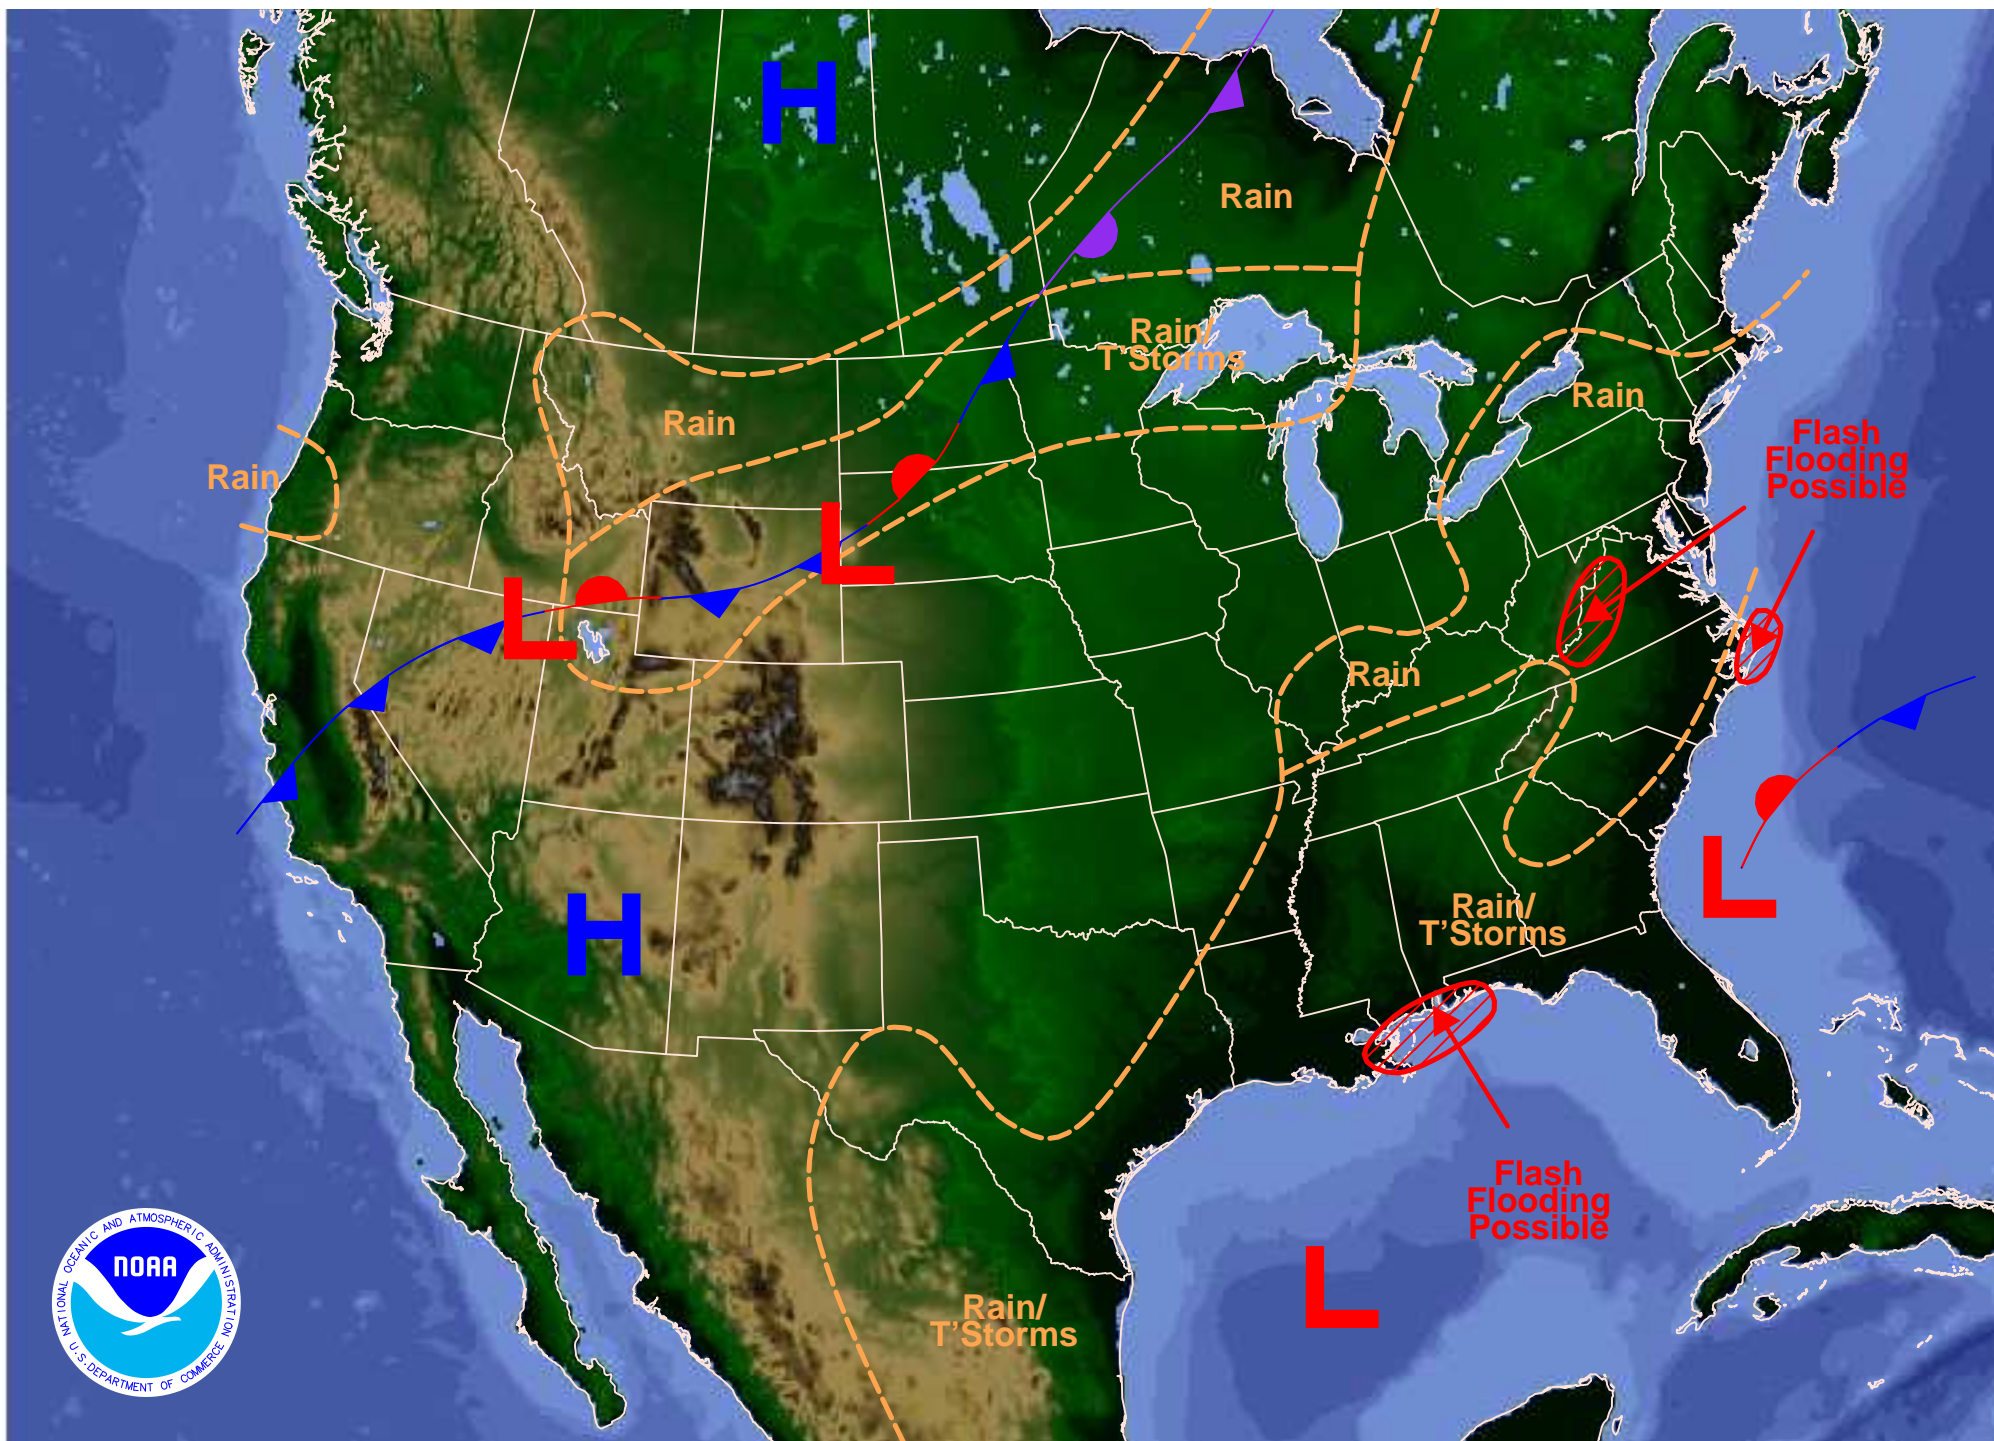 H
Rain
Rain/
T'Storms
Rain
Rain
Flash
Flooding
Possible
Rain
L
L
Rain
H
L
Rain/
T'Storms
Flash
Flooding
Possible
L
Rain/
T'Storms
NATIONAL OCEANIC AND ATMOSPHERIC ADMINISTRATION
NOAA
U.S. DEPARTMENT OF COMMERCE